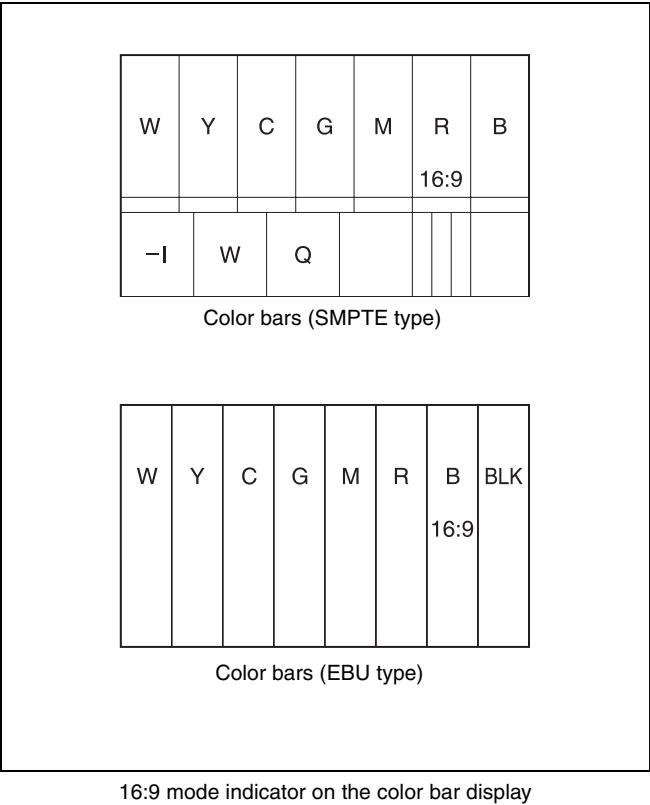 W Y C G M R B
16:9
−I W Q
Color bars (SMPTE type)
W Y C G M R B BLK
16:9
Color bars (EBU type)
16:9 mode indicator on the color bar display